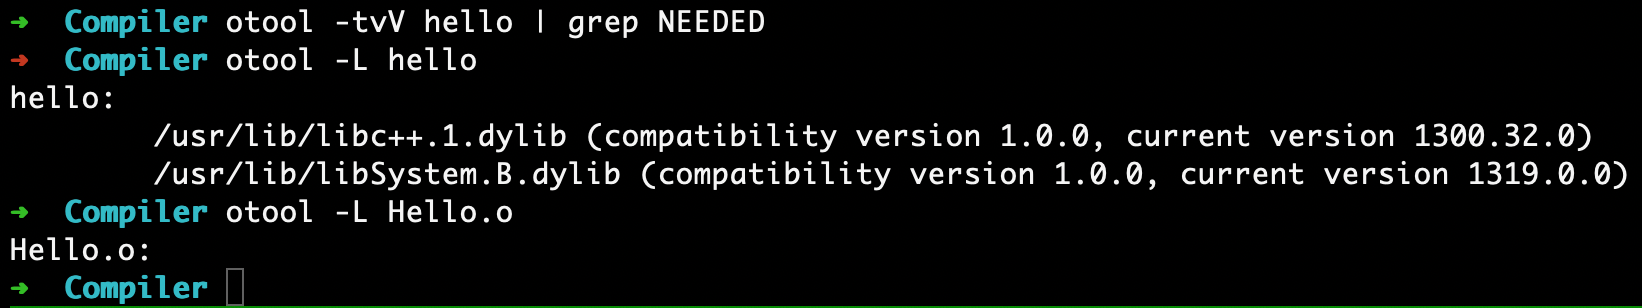 ➜  Compiler otool -tvV hello | grep NEEDED
➜  Compiler otool -L hello
hello:
        /usr/lib/libc++.1.dylib (compatibility version 1.0.0, current version 1300.32.0)
        /usr/lib/libSystem.B.dylib (compatibility version 1.0.0, current version 1319.0.0)
➜  Compiler otool -L Hello.o
Hello.o:
➜  Compiler